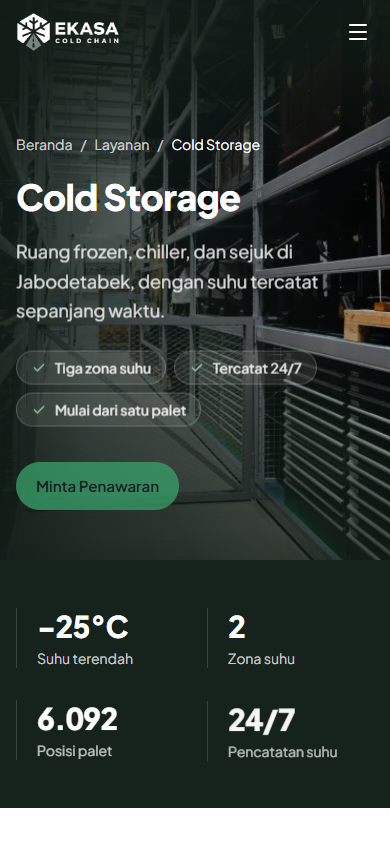 EKASA
COLD CHAIN
Beranda / Layanan / Cold Storage
Cold Storage
Ruang frozen, chiller, dan sejuk di
Jabodetabek, dengan suhu tercatat
sepanjang waktu.
Tiga zona suhu
Tercatat 24/7
Mulai dari satu palet
Minta Penawaran
-25°C
Suhu terendah
2
Zona suhu
6.092
Posisi palet
24/7
Pencatatan suhu